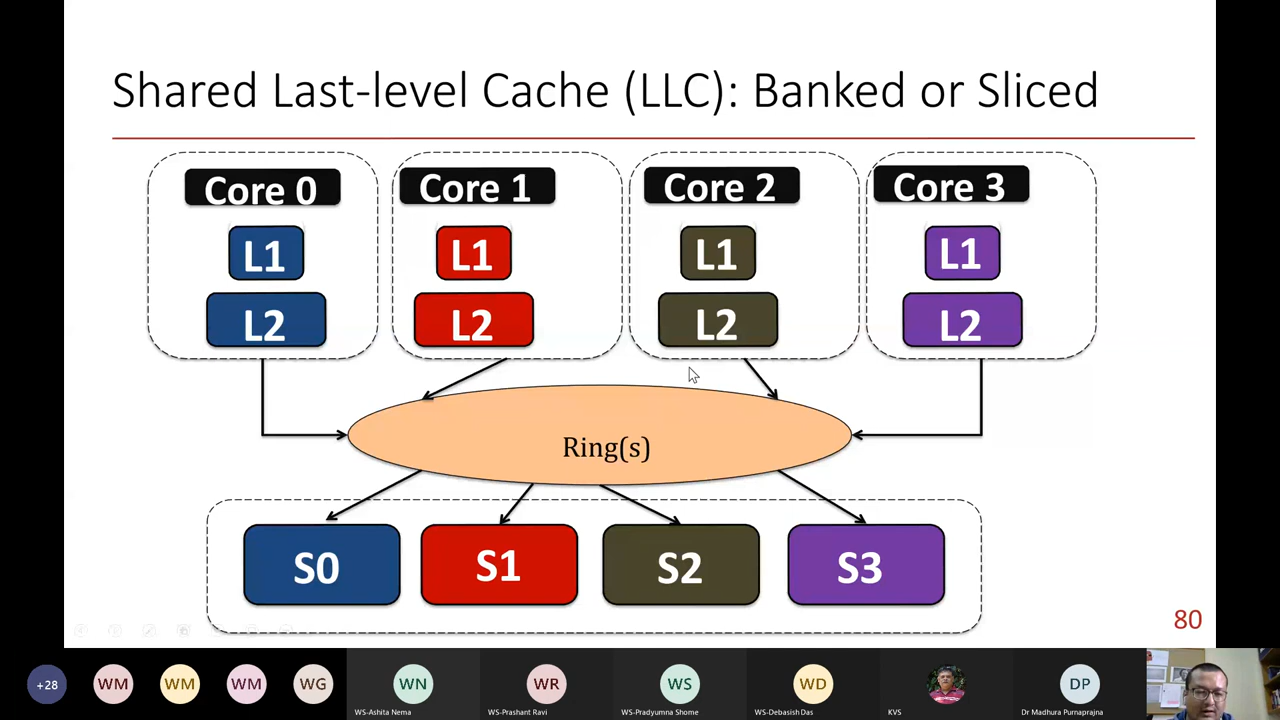 Shared Last-level Cache (LLC): Banked or Sliced
Core 0
Core 1
Core 2
Core 3
L1
L1
L1
L1
L2
L2
L2
L2
Ring(s)
S0
S1
S2
S3
80
+28
WM
WM
WM
WG
WN
WR
WS
WD
DP
WS-Ashita Nema
WS-Prashant Ravi
WS-Pradyumna Shome
WS-Debasish Das
KVS
Dr Madhura Purnaprajna